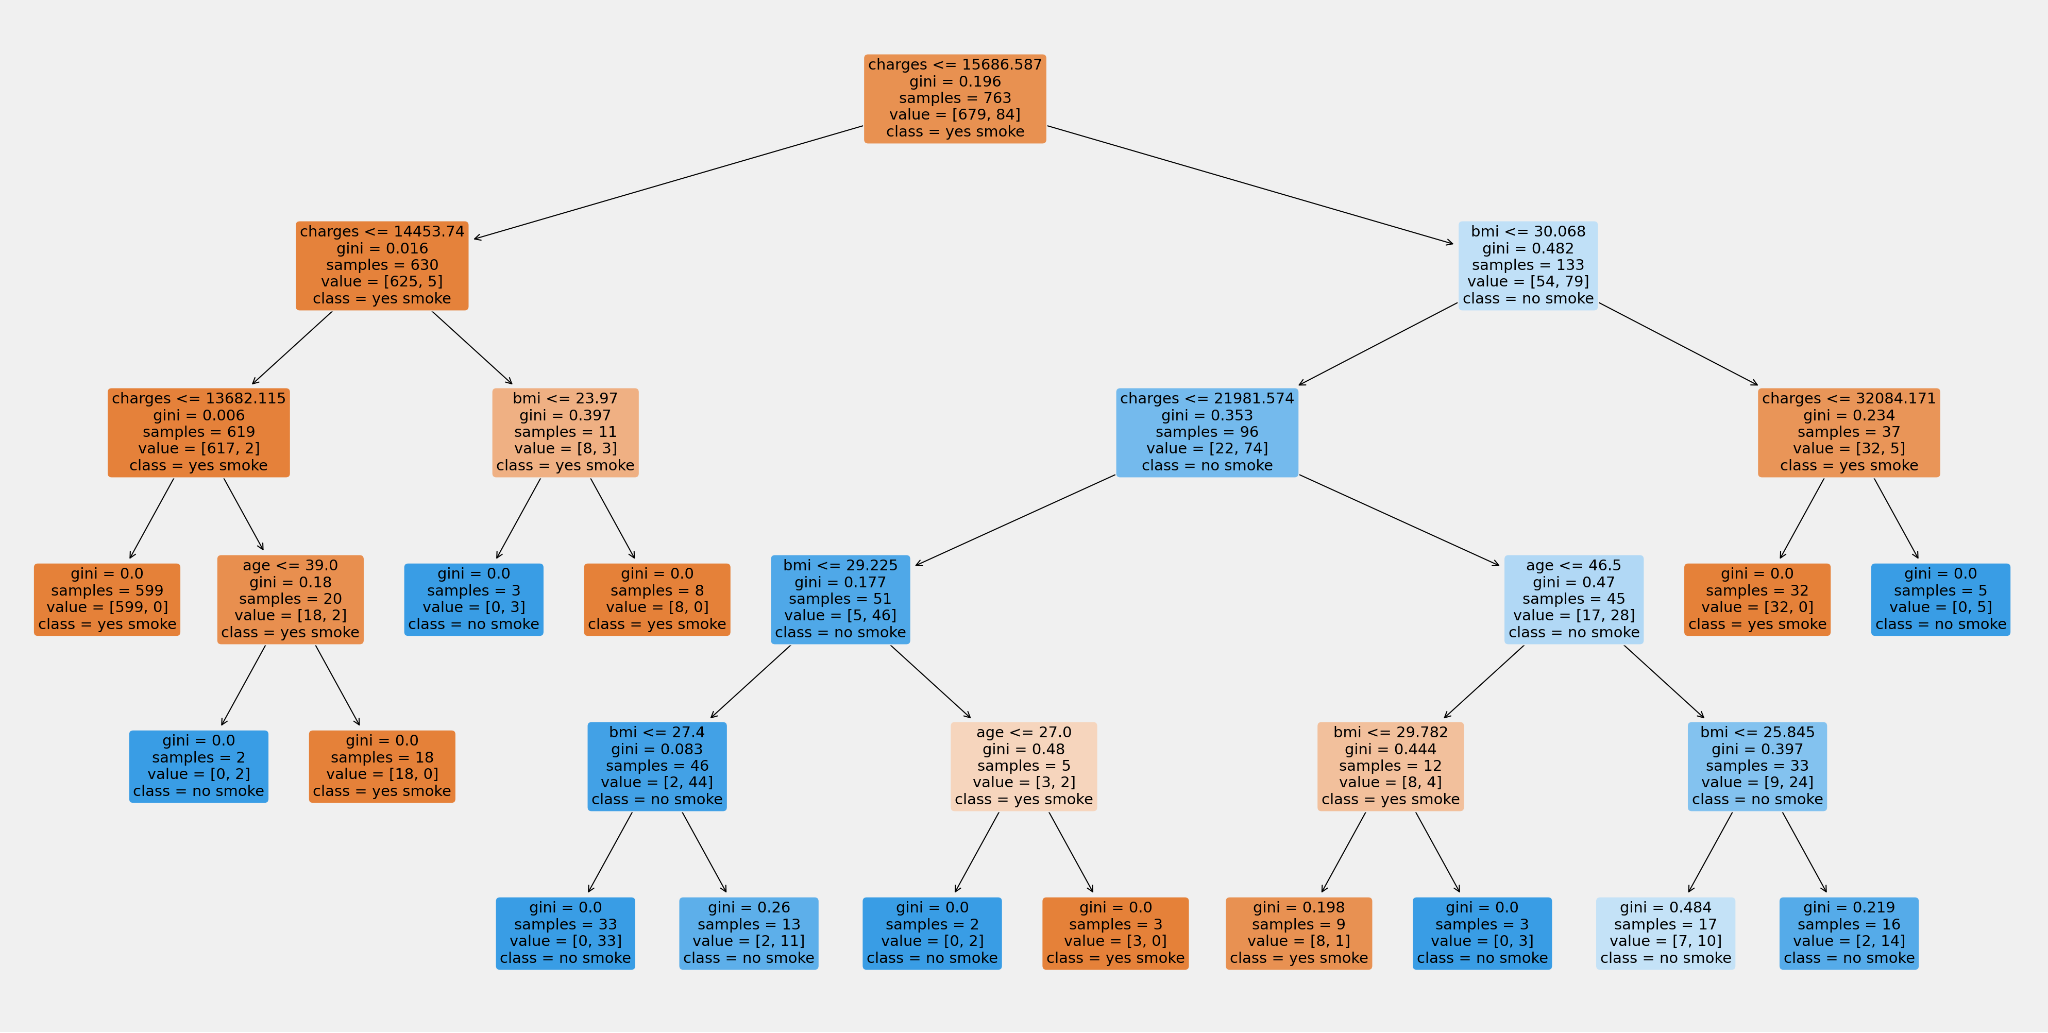 charges <= 15686.587
gini = 0.196
samples = 763
value = [679, 84]
class = yes smoke
charges <= 14453.74
gini = 0.016
samples = 630
value = [625, 5]
class = yes smoke
bmi <= 30.068
gini = 0.482
samples = 133
value = [54, 79]
class = no smoke
charges <= 13682.115
gini = 0.006
samples = 619
value = [617, 2]
class = yes smoke
bmi <= 23.97
gini = 0.397
samples = 11
value = [8, 3]
class = yes smoke
charges <= 21981.574
gini = 0.353
samples = 96
value = [22, 74]
class = no smoke
charges <= 32084.171
gini = 0.234
samples = 37
value = [32, 5]
class = yes smoke
gini = 0.0
samples = 599
value = [599, 0]
class = yes smoke
age <= 39.0
gini = 0.18
samples = 20
value = [18, 2]
class = yes smoke
gini = 0.0
samples = 3
value = [0, 3]
class = no smoke
gini = 0.0
samples = 8
value = [8, 0]
class = yes smoke
bmi <= 29.225
gini = 0.177
samples = 51
value = [5, 46]
class = no smoke
age <= 46.5
gini = 0.47
samples = 45
value = [17, 28]
class = no smoke
gini = 0.0
samples = 32
value = [32, 0]
class = yes smoke
gini = 0.0
samples = 5
value = [0, 5]
class = no smoke
gini = 0.0
samples = 2
value = [0, 2]
class = no smoke
gini = 0.0
samples = 18
value = [18, 0]
class = yes smoke
bmi <= 27.4
gini = 0.083
samples = 46
value = [2, 44]
class = no smoke
age <= 27.0
gini = 0.48
samples = 5
value = [3, 2]
class = yes smoke
bmi <= 29.782
gini = 0.444
samples = 12
value = [8, 4]
class = yes smoke
bmi <= 25.845
gini = 0.397
samples = 33
value = [9, 24]
class = no smoke
gini = 0.0
samples = 33
value = [0, 33]
class = no smoke
gini = 0.26
samples = 13
value = [2, 11]
class = no smoke
gini = 0.0
samples = 2
value = [0, 2]
class = no smoke
gini = 0.0
samples = 3
value = [3, 0]
class = yes smoke
gini = 0.198
samples = 9
value = [8, 1]
class = yes smoke
gini = 0.0
samples = 3
value = [0, 3]
class = no smoke
gini = 0.484
samples = 17
value = [7, 10]
class = no smoke
gini = 0.219
samples = 16
value = [2, 14]
class = no smoke